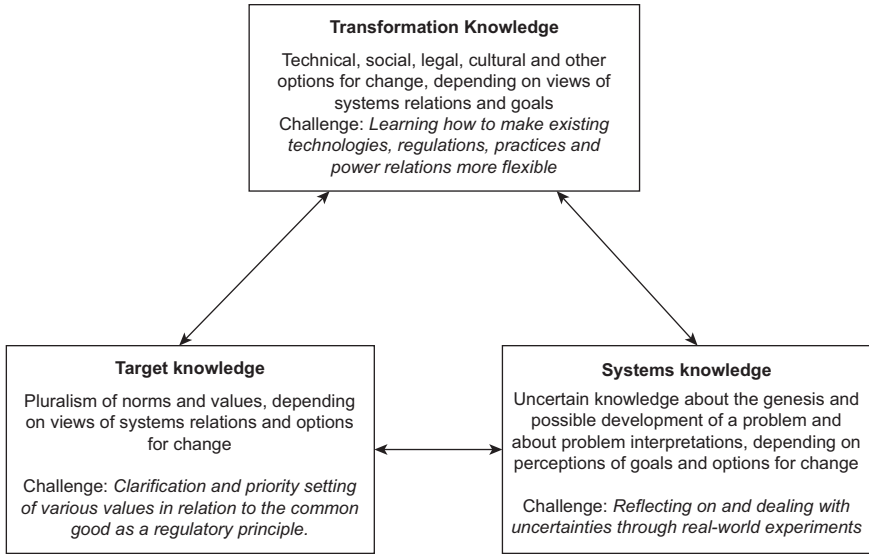 Transformation Knowledge
Technical, social, legal, cultural and other
options for change, depending on views of
systems relations and goals
Challenge: Learning how to make existing
technologies, regulations, practices and
power relations more flexible
Target knowledge
Pluralism of norms and values, depending
on views of systems relations and options
for change
Challenge: Clarification and priority setting
of various values in relation to the common
good as a regulatory principle.
Systems knowledge
Uncertain knowledge about the genesis and
possible development of a problem and
about problem interpretations, depending on
perceptions of goals and options for change
Challenge: Reflecting on and dealing with
uncertainties through real-world experiments